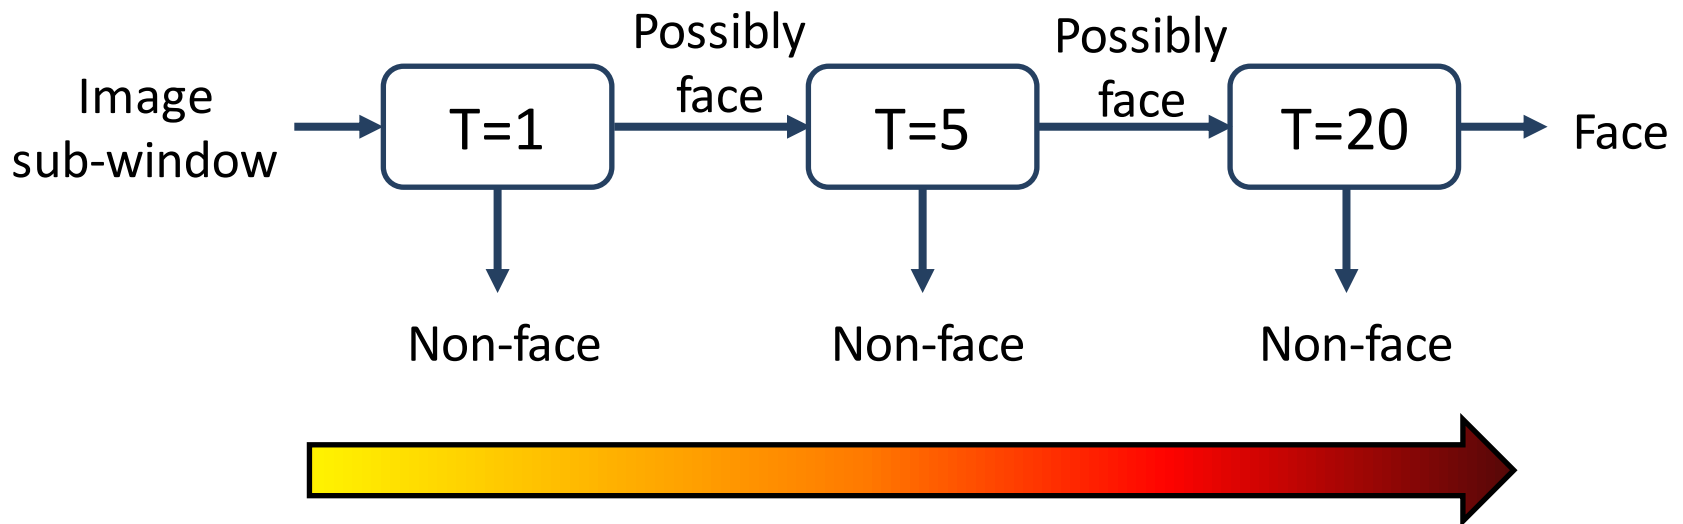 Image
sub-window
T=1
Possibly
face
T=5
Possibly
face
T=20
Face
Non-face
Non-face
Non-face